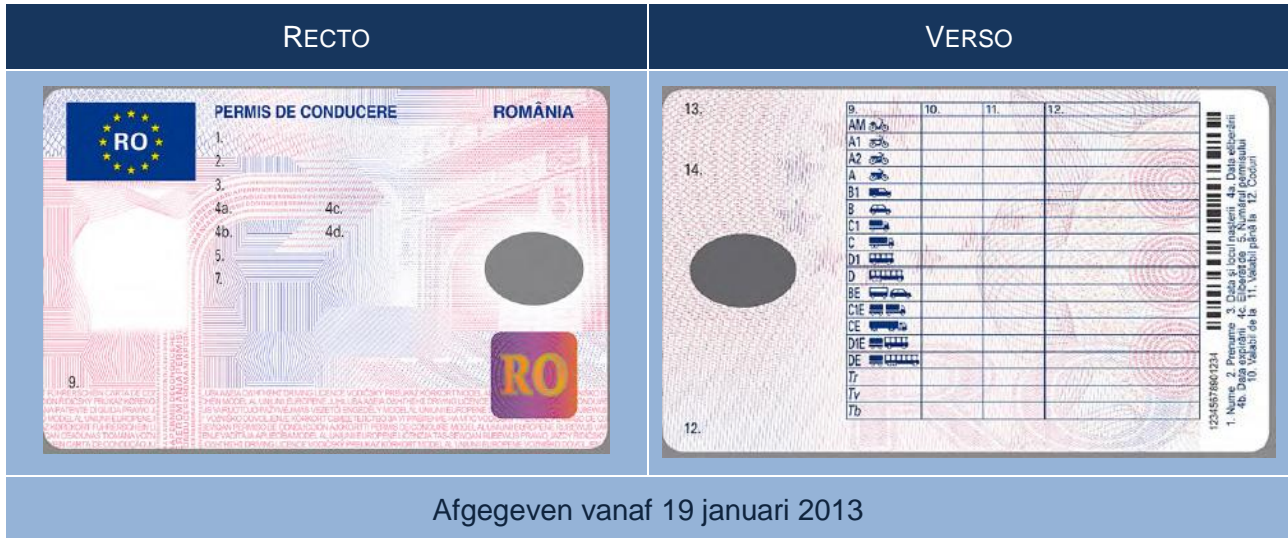 RECTO
VERSO
RO
PERMIS DE CONDUCERE
ROMÂNIA
1.
2.
3.
4a.
4c.
4b.
4d.
5.
7.
9.
RO
13.
14.
12.
9.
10.
11.
12.
AM
A1
A2
A
B1
B
C1
C
D1
D
BE
C1E
CE
D1E
DE
Tr
Tv
Tb
12345678901234
1. Nume 2. Prenume 3. Data și locul nașterii 4a. Data eliberării
4b. Data expirării 4c. Eliberat de 5. Numărul permisului
10. Valabil de la 11. Valabil până la 12. Coduri
Afgegeven vanaf 19 januari 2013